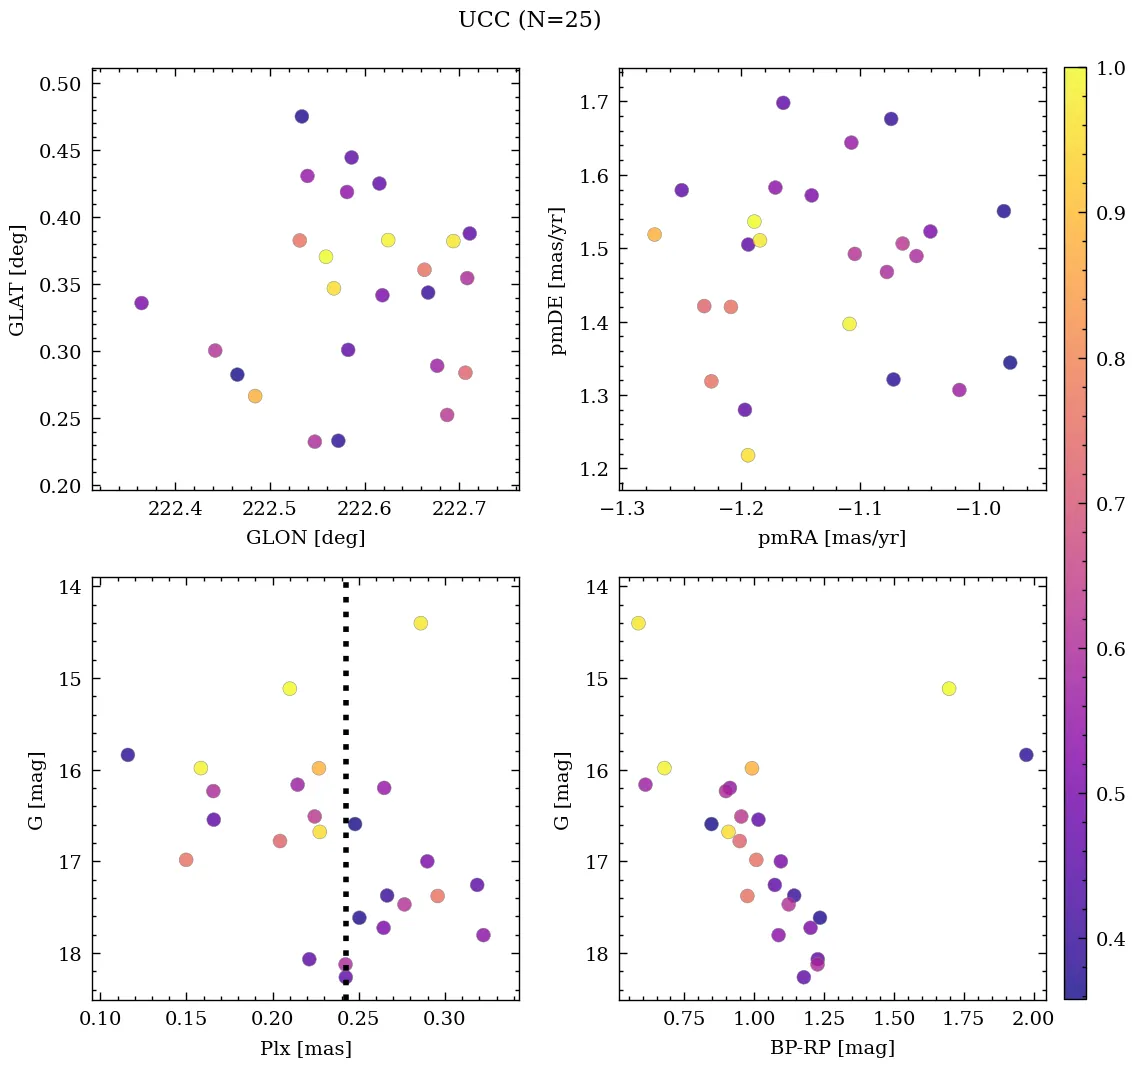 UCC (N=25)
0.50
0.45
0.40
0.35
0.30
0.25
0.20
GLAT [deg]
222.4 222.5 222.6 222.7
GLON [deg]
1.7
1.6
1.5
1.4
1.3
1.2
pmDE [mas/yr]
−1.3 −1.2 −1.1 −1.0
pmRA [mas/yr]
14
15
16
17
18
G [mag]
0.10 0.15 0.20 0.25 0.30
Plx [mas]
14
15
16
17
18
G [mag]
0.75 1.00 1.25 1.50 1.75 2.00
BP-RP [mag]
1.0
0.9
0.8
0.7
0.6
0.5
0.4